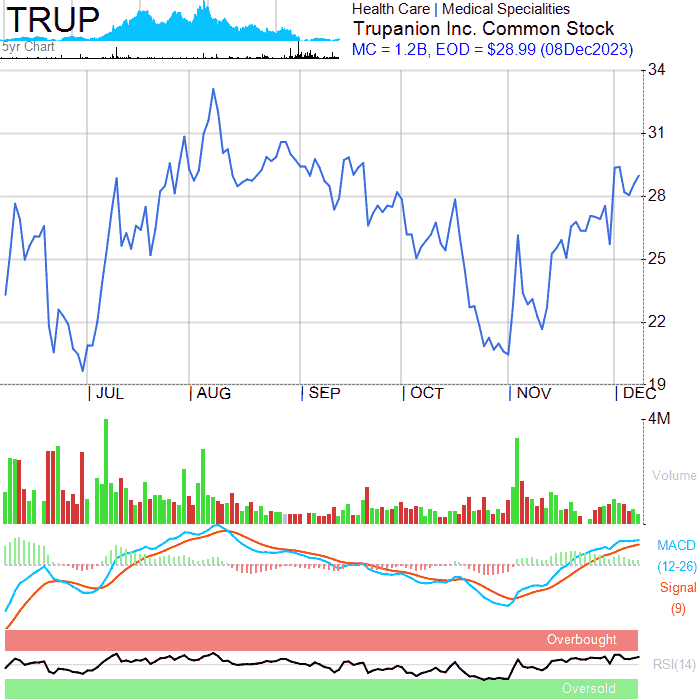 TRUP
5yr Chart
Health Care | Medical Specialities
Trupanion Inc. Common Stock
MC = 1.2B, EOD = $28.99 (08Dec2023)
34
31
28
25
22
19
JUL AUG SEP OCT NOV DEC
4M
Volume
MACD
(12-26)
Signal
(9)
Overbought
RSI(14)
Oversold